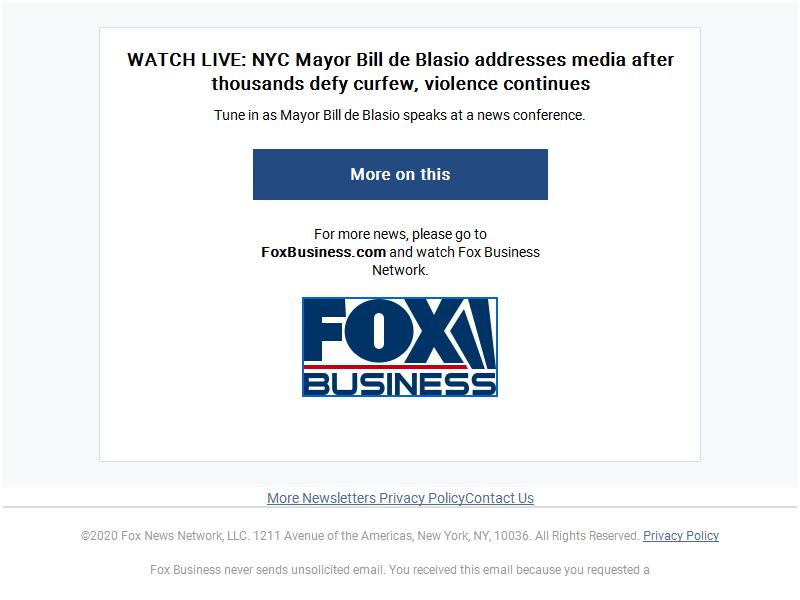 WATCH LIVE: NYC Mayor Bill de Blasio addresses media after
thousands defy curfew, violence continues
Tune in as Mayor Bill de Blasio speaks at a news conference.
More on this
For more news, please go to
FoxBusiness.com and watch Fox Business
Network.
FOX
BUSINESS
More Newsletters Privacy PolicyContact Us
©2020 Fox News Network, LLC. 1211 Avenue of the Americas, New York, NY, 10036. All Rights Reserved. Privacy Policy
Fox Business never sends unsolicited email. You received this email because you requested a